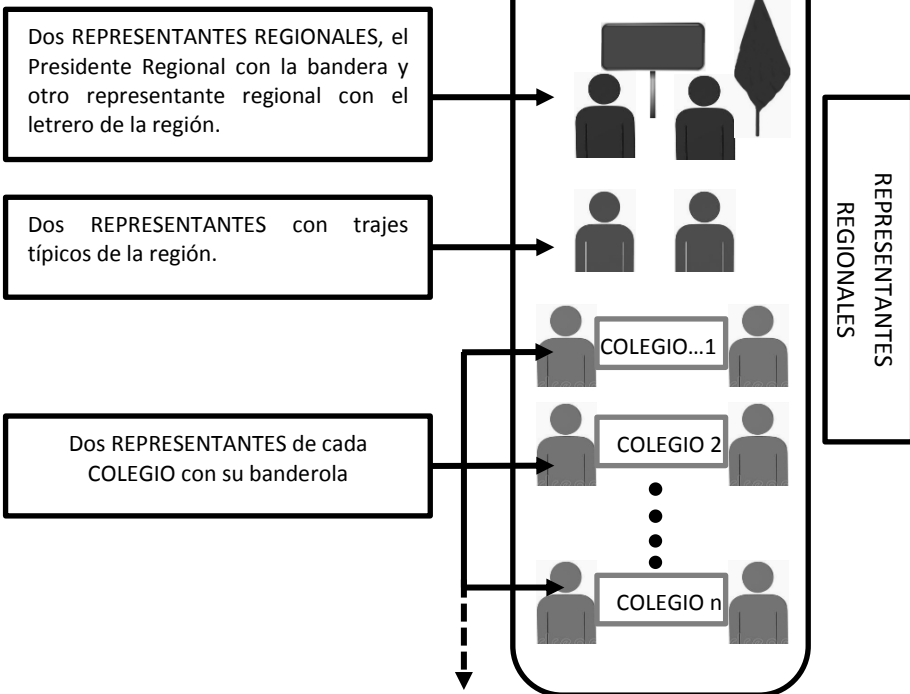 Dos REPRESENTANTES REGIONALES, el
Presidente Regional con la bandera y
otro representante regional con el
letrero de la región.
Dos REPRESENTANTES con trajes
típicos de la región.
Dos REPRESENTANTES de cada
COLEGIO con su banderola
COLEGIO...1
COLEGIO 2
COLEGIO n
REPRESENTANTES
REGIONALES